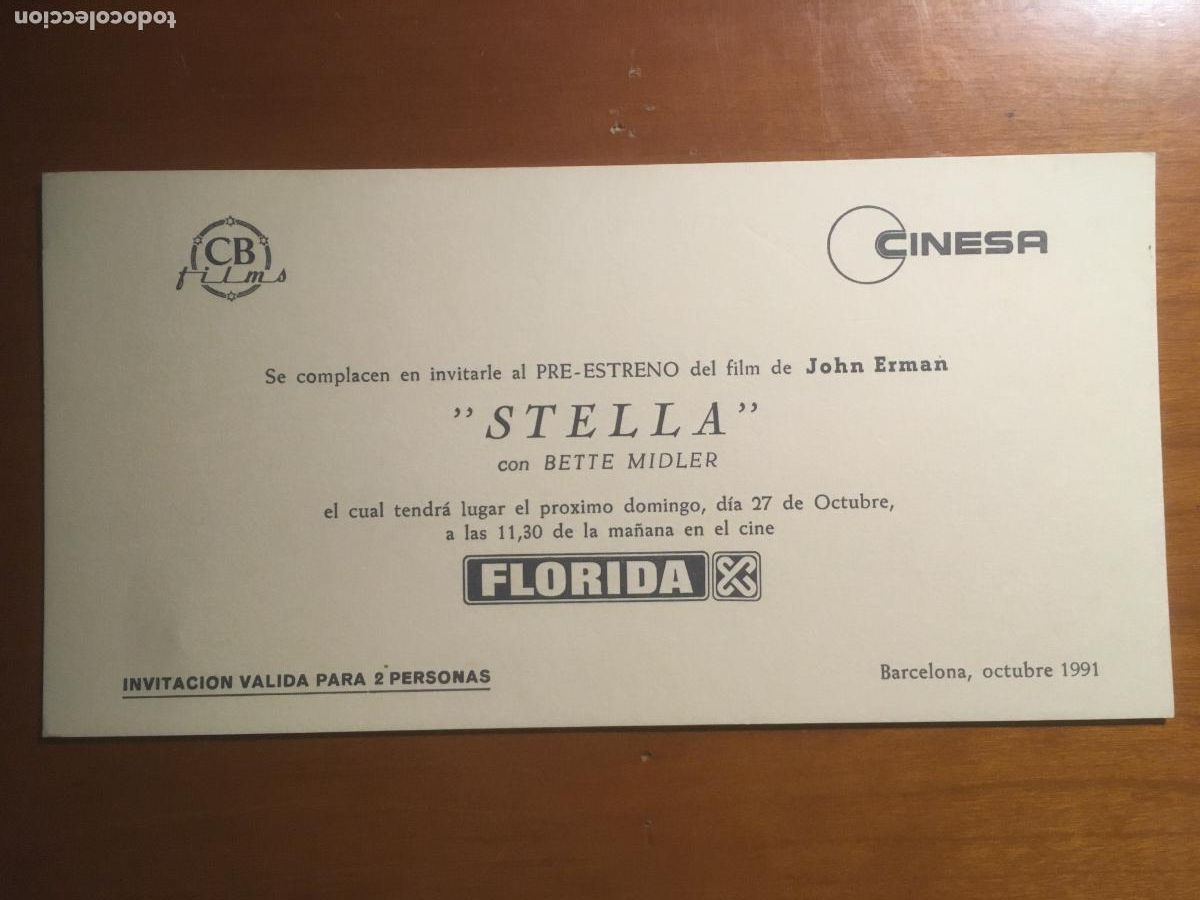 todocoleccion
CB
films
CINESA
Se complacen en invitarle al PRE-ESTRENO del film de John Erman
"STELLA"
con BETTE MIDLER
el cual tendrá lugar el proximo domingo, día 27 de Octubre,
a las 11,30 de la mañana en el cine
FLORIDA
INVITACION VALIDA PARA 2 PERSONAS
Barcelona, octubre 1991